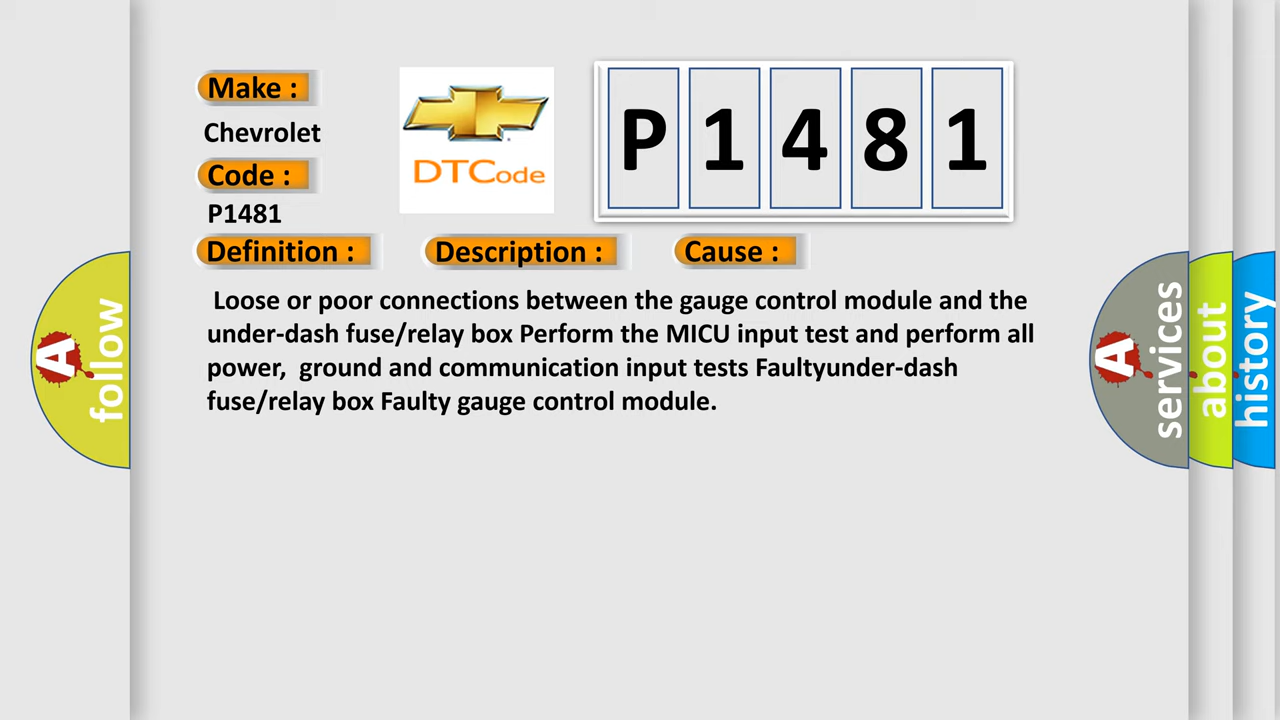 Make :
Chevrolet
Code :
P1481
DTCode
P 1 4 8 1
Definition :
Description :
Cause :
Loose or poor connections between the gauge control module and the
under-dash fuse/relay box Perform the MICU input test and perform all
power,  ground and communication input tests Faultyunder-dash
fuse/relay box Faulty gauge control module.
A
follow
A
services
about
history